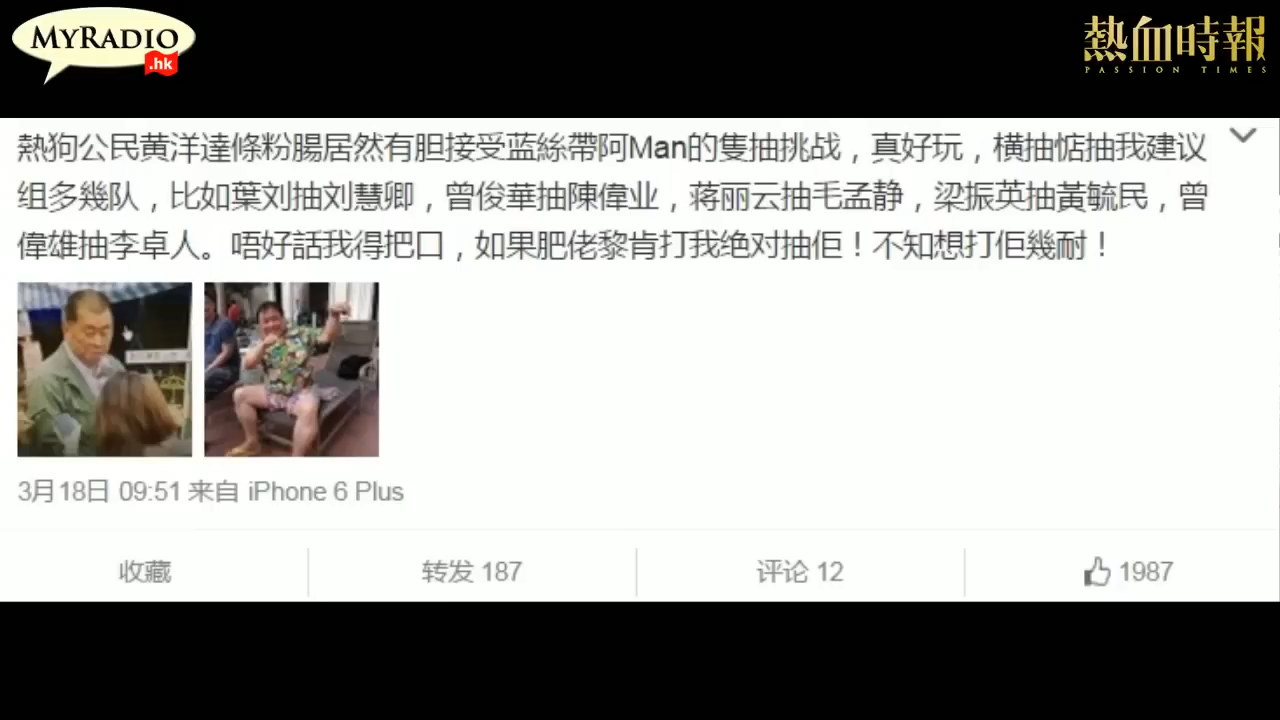 MYRADIO
.hk
熱血時報
PASSION TIMES
熱狗公民黄洋達條粉腸居然有胆接受蓝絲帶阿Man的隻抽挑战，真好玩，横抽惦抽我建议
组多幾队，比如葉刘抽刘慧卿，曾俊華抽陳偉业，蒋丽云抽毛孟静，梁振英抽黃毓民，曾
偉雄抽李卓人。唔好話我得把口，如果肥佬黎肯打我绝对抽佢！不知想打佢幾耐！
3月18日 09:51 来自 iPhone 6 Plus
收藏
转发 187
评论 12
1987